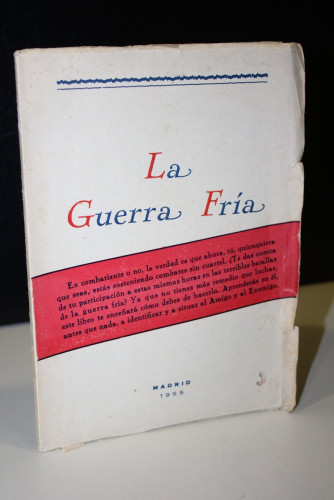 La
Guerra Fría
Ex combatiente o no, la verdad es que ahora, tú, quienquiera
que seas, estás sosteniendo combates sin cuartel. ¿Te das cuenta
de tu participación a estas mismas horas en las terribles batallas
de la guerra fría? Ya que no tienes más remedio que luchar,
este libro te enseñará cómo debes de hacerlo. Aprenderás en él,
antes que nada, a identificar y a situar al Amigo y al Enemigo.
MADRID
1955